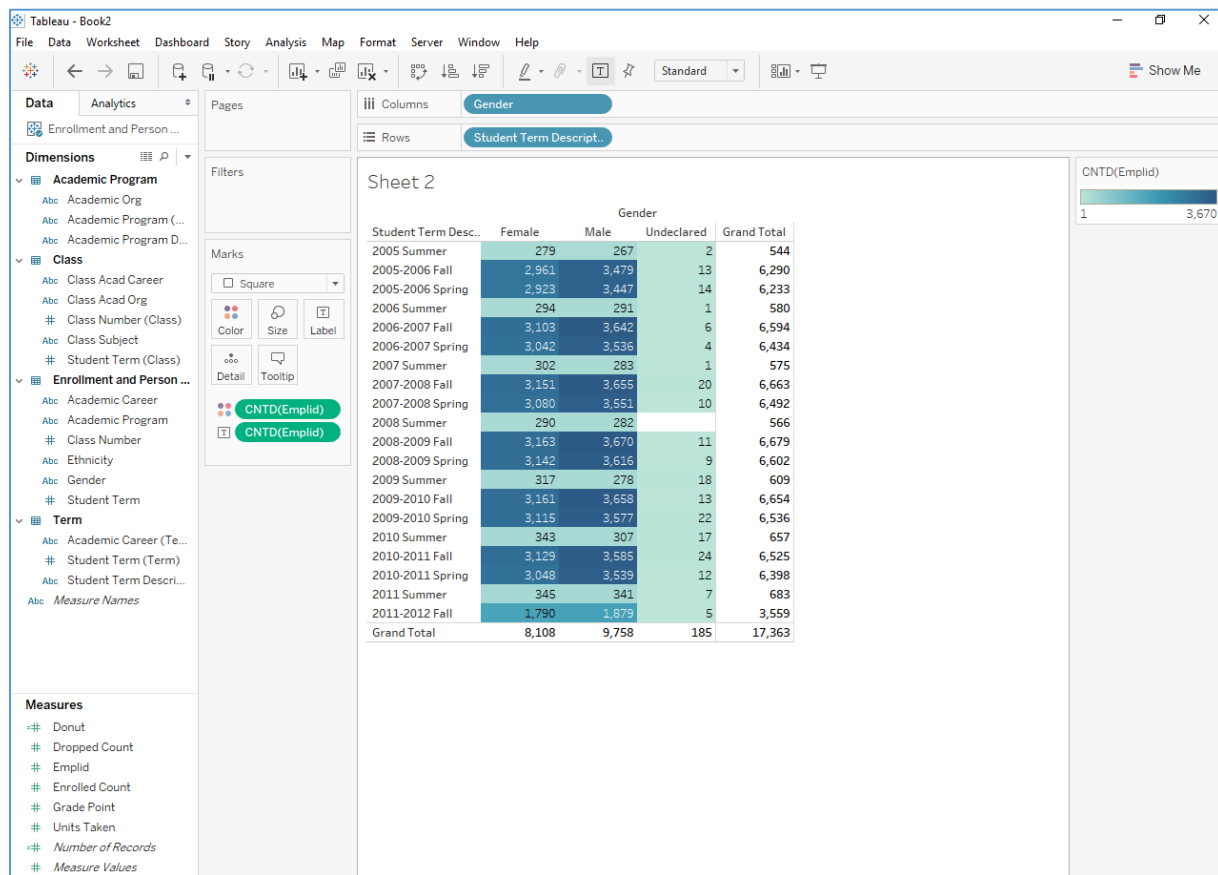 Tableau - Book2
File Data Worksheet Dashboard Story Analysis Map Format Server Window Help
Standard
Show Me
Data Analytics
Enrollment and Person ...
Dimensions
Academic Program
Abc Academic Org
Abc Academic Program (...
Abc Academic Program D...
Class
Abc Class Acad Career
Abc Class Acad Org
# Class Number (Class)
Abc Class Subject
# Student Term (Class)
Enrollment and Person ...
Abc Academic Career
Abc Academic Program
# Class Number
Abc Ethnicity
Abc Gender
# Student Term
Term
Abc Academic Career (Te...
# Student Term (Term)
Abc Student Term Descri...
Abc Measure Names
Measures
=# Donut
# Dropped Count
# Emplid
# Enrolled Count
# Grade Point
# Units Taken
=# Number of Records
# Measure Values
Pages
Filters
Marks
Square
Color Size Label
Detail Tooltip
CNTD(Emplid)
T CNTD(Emplid)
iii Columns Gender
Rows Student Term Descript..
Sheet 2
Gender
Student Term Desc.. Female Male Undeclared Grand Total
2005 Summer 279 267 2 544
2005-2006 Fall 2,961 3,479 13 6,290
2005-2006 Spring 2,923 3,447 14 6,233
2006 Summer 294 291 1 580
2006-2007 Fall 3,103 3,642 6 6,594
2006-2007 Spring 3,042 3,536 4 6,434
2007 Summer 302 283 1 575
2007-2008 Fall 3,151 3,655 20 6,663
2007-2008 Spring 3,080 3,551 10 6,492
2008 Summer 290 282 566
2008-2009 Fall 3,163 3,670 11 6,679
2008-2009 Spring 3,142 3,616 9 6,602
2009 Summer 317 278 18 609
2009-2010 Fall 3,161 3,658 13 6,654
2009-2010 Spring 3,115 3,577 22 6,536
2010 Summer 343 307 17 657
2010-2011 Fall 3,129 3,585 24 6,525
2010-2011 Spring 3,048 3,539 12 6,398
2011 Summer 345 341 7 683
2011-2012 Fall 1,790 1,879 5 3,559
Grand Total 8,108 9,758 185 17,363
CNTD(Emplid)
1 3,670